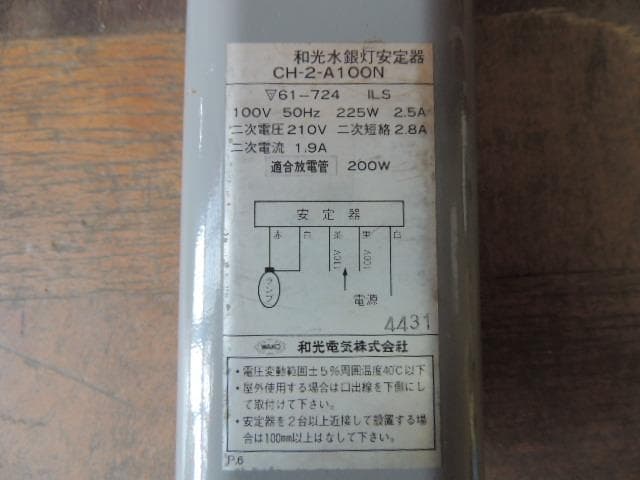 和光水銀灯安定器
CH-2-A100N
▽61-724 ILS
100V 50Hz 225W 2.5A
二次電圧210V 二次短絡2.8A
二次電流 1.9A
適合放電管 200W
安定器
赤 白 茶 黒 白
110V 100V
ランプ
電源
4431
WAKO 和光電気株式会社
・電圧変動範囲±5%周囲温度40℃以下
・屋外使用する場合は口出線を下側にし
て取付けて下さい。
・安定器を2台以上近接して設置する場
合は100mm以上はなして下さい。
P.6